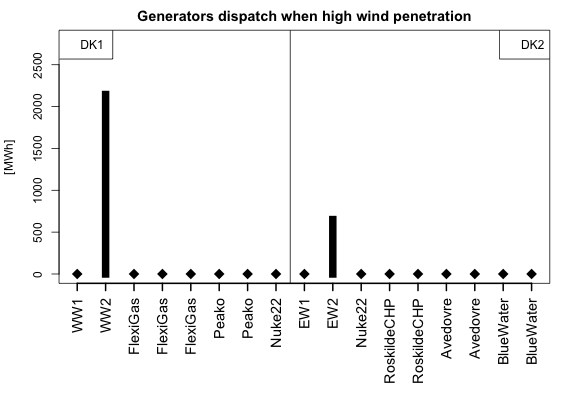 Generators dispatch when high wind penetration
DK1
DK2
[MWh]
2500
2000
1500
1000
500
0
WW1
WW2
FlexiGas
FlexiGas
FlexiGas
Peako
Peako
Nuke22
EW1
EW2
Nuke22
RoskildeCHP
RoskildeCHP
Avedovre
Avedovre
BlueWater
BlueWater